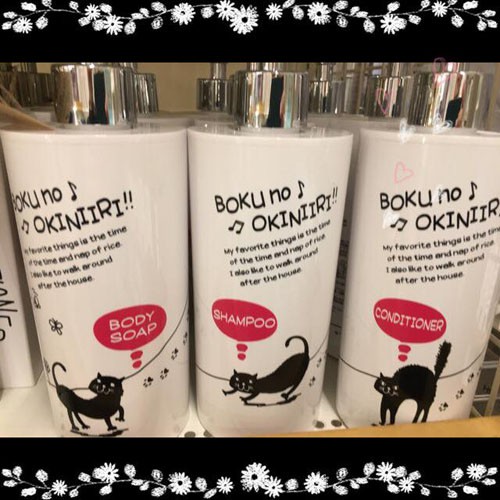 BOKU no ♪
♫ OKINIIRI!!
My favorite things is the time
of the time and nap of rice.
I also like to walk around
after the house.
BODY
SOAP
BOKU no ♪
♫ OKINIIRI!!
My favorite things is the time
of the time and nap of rice.
I also like to walk around
after the house.
SHAMPOO
BOKU no ♪
♫ OKINIIRI!!
My favorite things is the time
of the time and nap of rice.
I also like to walk around
after the house.
CONDITIONER